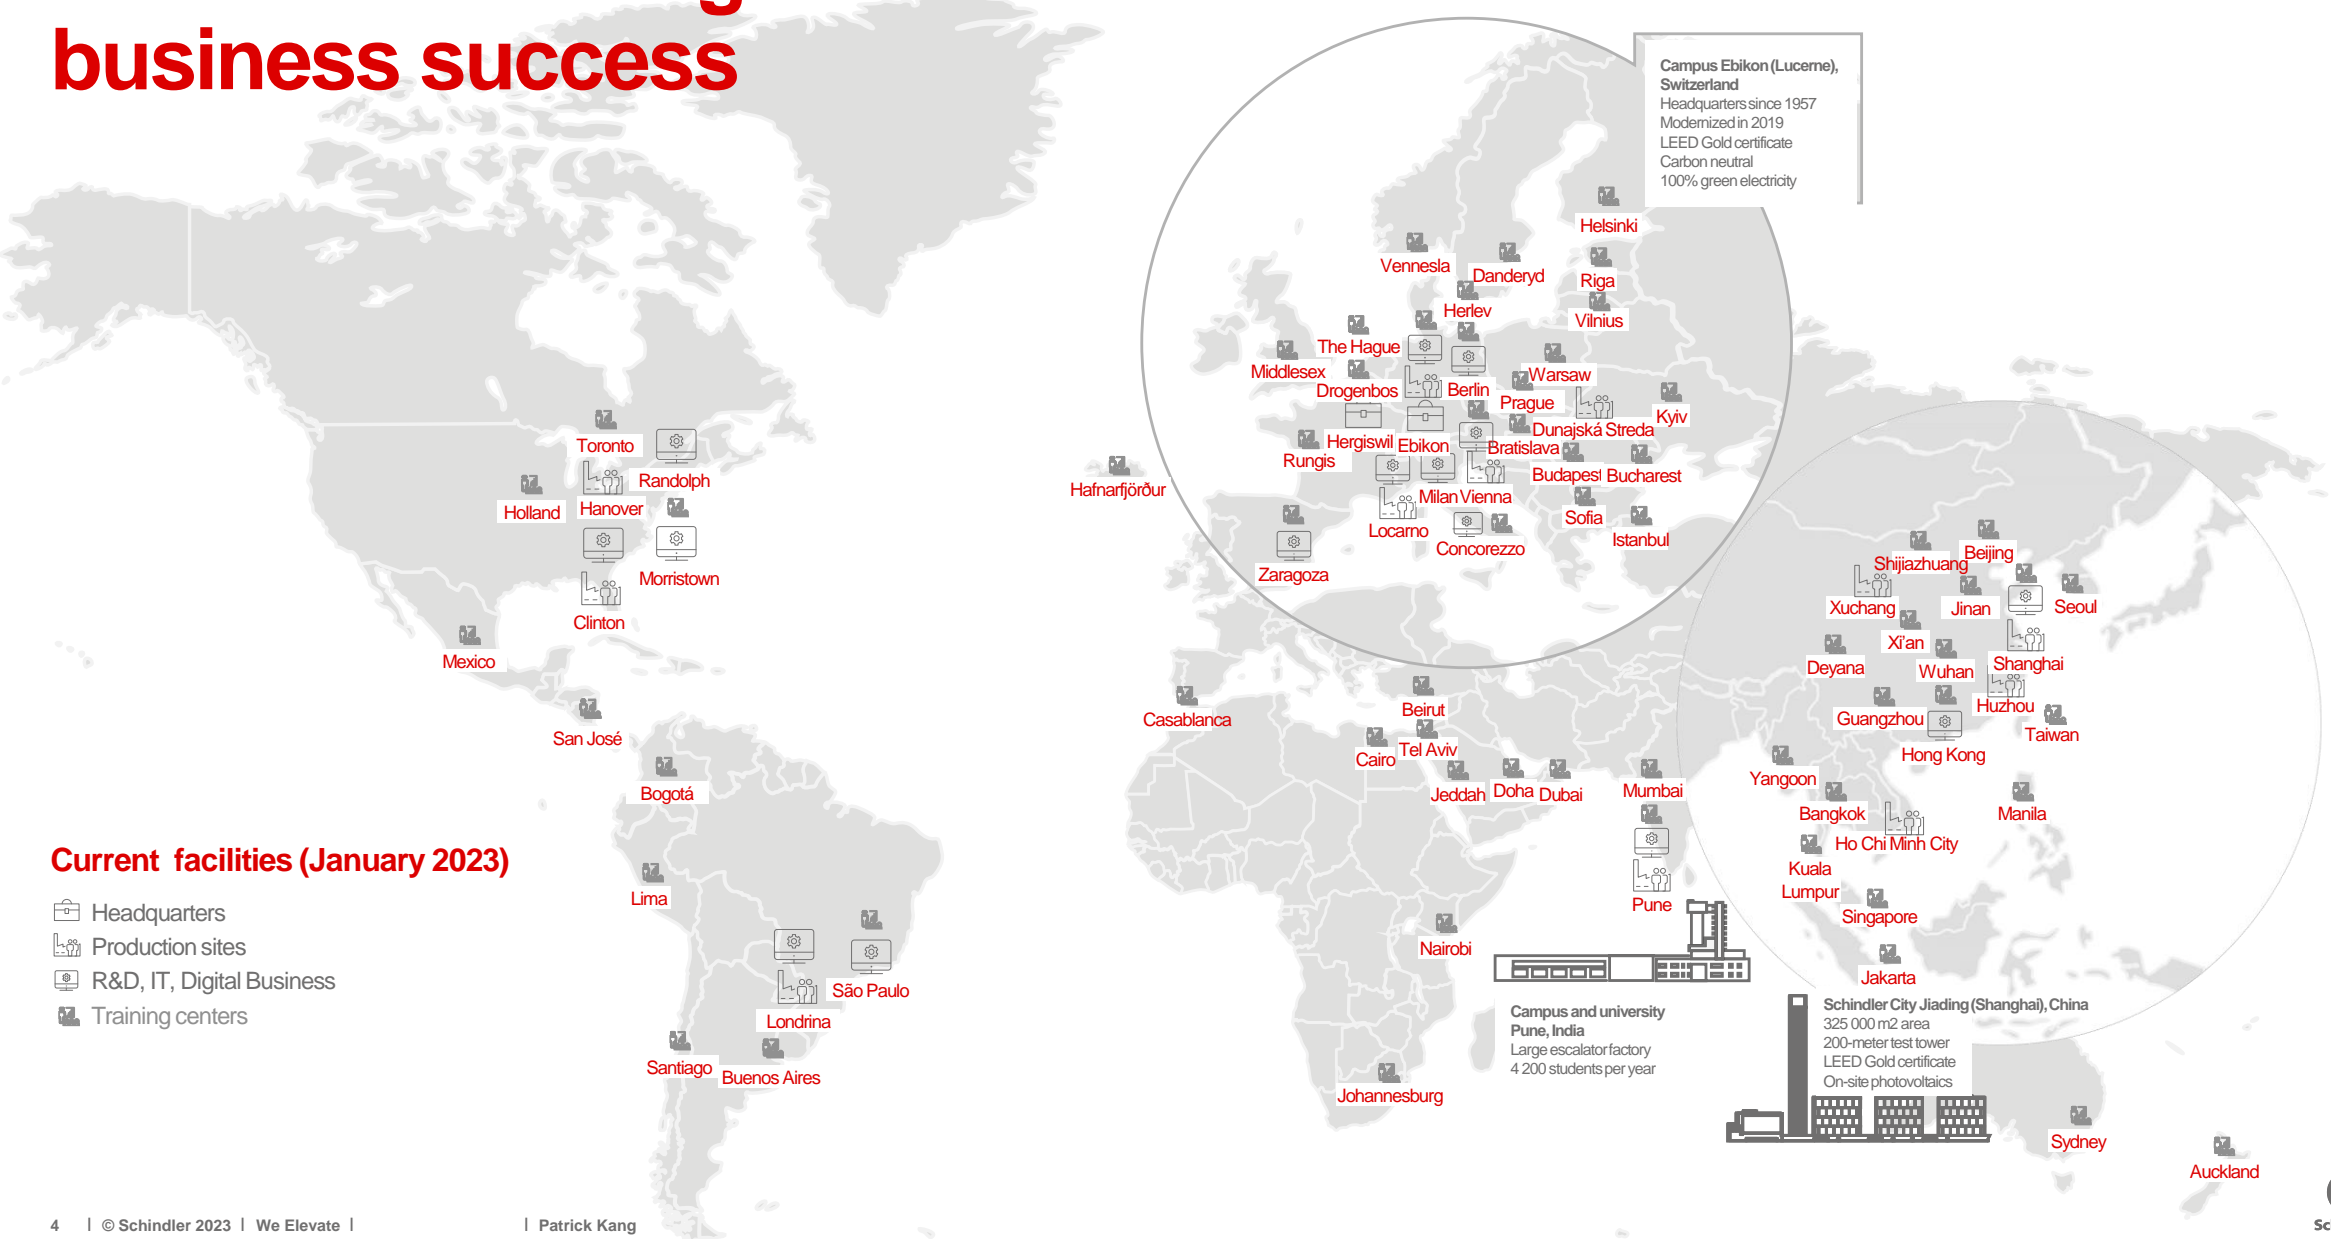 business success
Campus Ebikon (Lucerne),
Switzerland
Headquarters since 1957
Modernized in 2019
LEED Gold certificate
Carbon neutral
100% green electricity
Helsinki
Vennesla
Danderyd
Riga
Herlev
Vilnius
The Hague
Middlesex
Drogenbos
Berlin
Warsaw
Prague
Kyiv
Dunajská Streda
Hergiswil
Ebikon
Bratislava
Rungis
Budapest
Bucharest
Milan
Vienna
Hafnarfjörður
Locarno
Sofia
Istanbul
Concorezzo
Zaragoza
Toronto
Randolph
Holland
Hanover
Morristown
Clinton
Mexico
San José
Bogotá
Lima
São Paulo
Londrina
Santiago
Buenos Aires
Shijiazhuang
Beijing
Xuchang
Jinan
Seoul
Xi'an
Deyana
Wuhan
Shanghai
Huzhou
Guangzhou
Taiwan
Hong Kong
Casablanca
Beirut
Tel Aviv
Cairo
Jeddah
Doha
Dubai
Mumbai
Yangoon
Bangkok
Manila
Ho Chi Minh City
Kuala
Lumpur
Singapore
Pune
Nairobi
Jakarta
Johannesburg
Sydney
Auckland
Campus and university
Pune, India
Large escalator factory
4 200 students per year
Schindler City Jiading (Shanghai), China
325 000 m2 area
200-meter test tower
LEED Gold certificate
On-site photovoltaics
Current facilities (January 2023)
Headquarters
Production sites
R&D, IT, Digital Business
Training centers
4 | © Schindler 2023 | We Elevate | | Patrick Kang